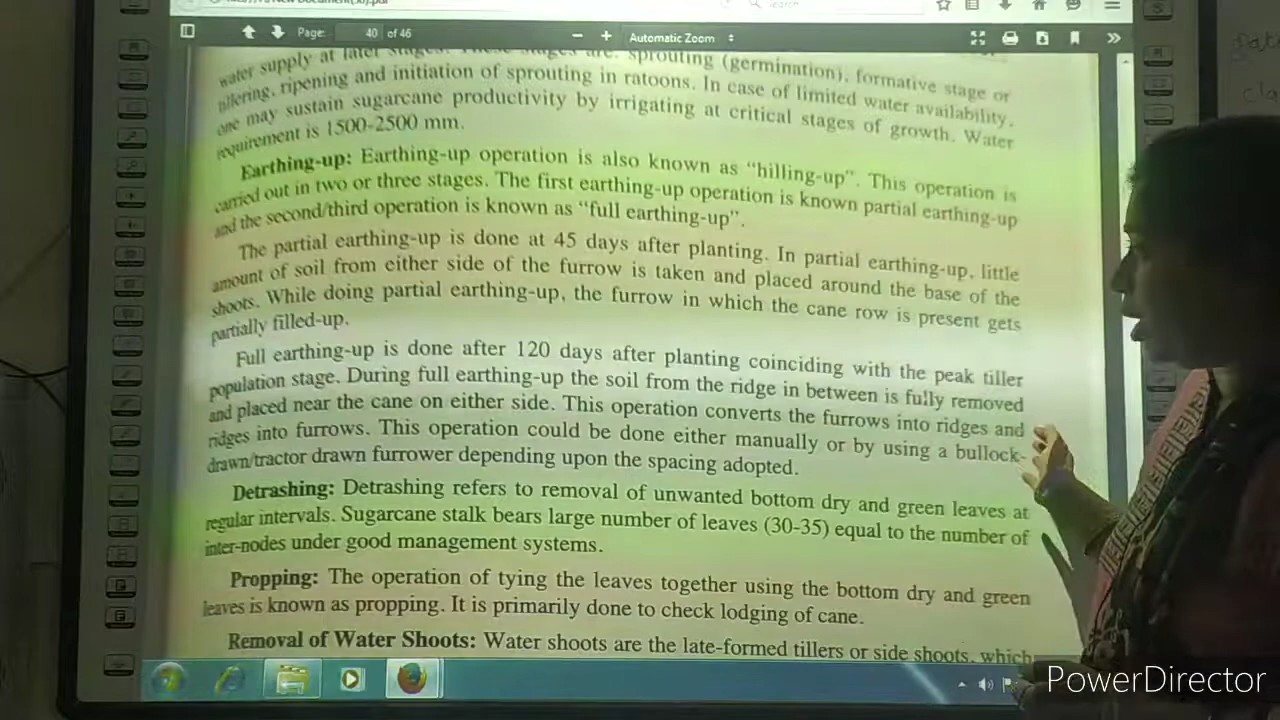 Page: 40 of 46
Automatic Zoom
water supply at later stages. These stages are: sprouting (germination), formative stage or
tillering, ripening and initiation of sprouting in ratoons. In case of limited water availability,
one may sustain sugarcane productivity by irrigating at critical stages of growth. Water
requirement is 1500-2500 mm.
Earthing-up: Earthing-up operation is also known as "hilling-up". This operation is
carried out in two or three stages. The first earthing-up operation is known partial earthing-up
and the second/third operation is known as "full earthing-up".
The partial earthing-up is done at 45 days after planting. In partial earthing-up, little
amount of soil from either side of the furrow is taken and placed around the base of the
shoots. While doing partial earthing-up, the furrow in which the cane row is present gets
partially filled-up.
Full earthing-up is done after 120 days after planting coinciding with the peak tiller
population stage. During full earthing-up the soil from the ridge in between is fully removed
and placed near the cane on either side. This operation converts the furrows into ridges and
ridges into furrows. This operation could be done either manually or by using a bullock-
drawn/tractor drawn furrower depending upon the spacing adopted.
Detrashing: Detrashing refers to removal of unwanted bottom dry and green leaves at
regular intervals. Sugarcane stalk bears large number of leaves (30-35) equal to the number of
inter-nodes under good management systems.
Propping: The operation of tying the leaves together using the bottom dry and green
leaves is known as propping. It is primarily done to check lodging of cane.
Removal of Water Shoots: Water shoots are the late-formed tillers or side shoots, which
PowerDirector